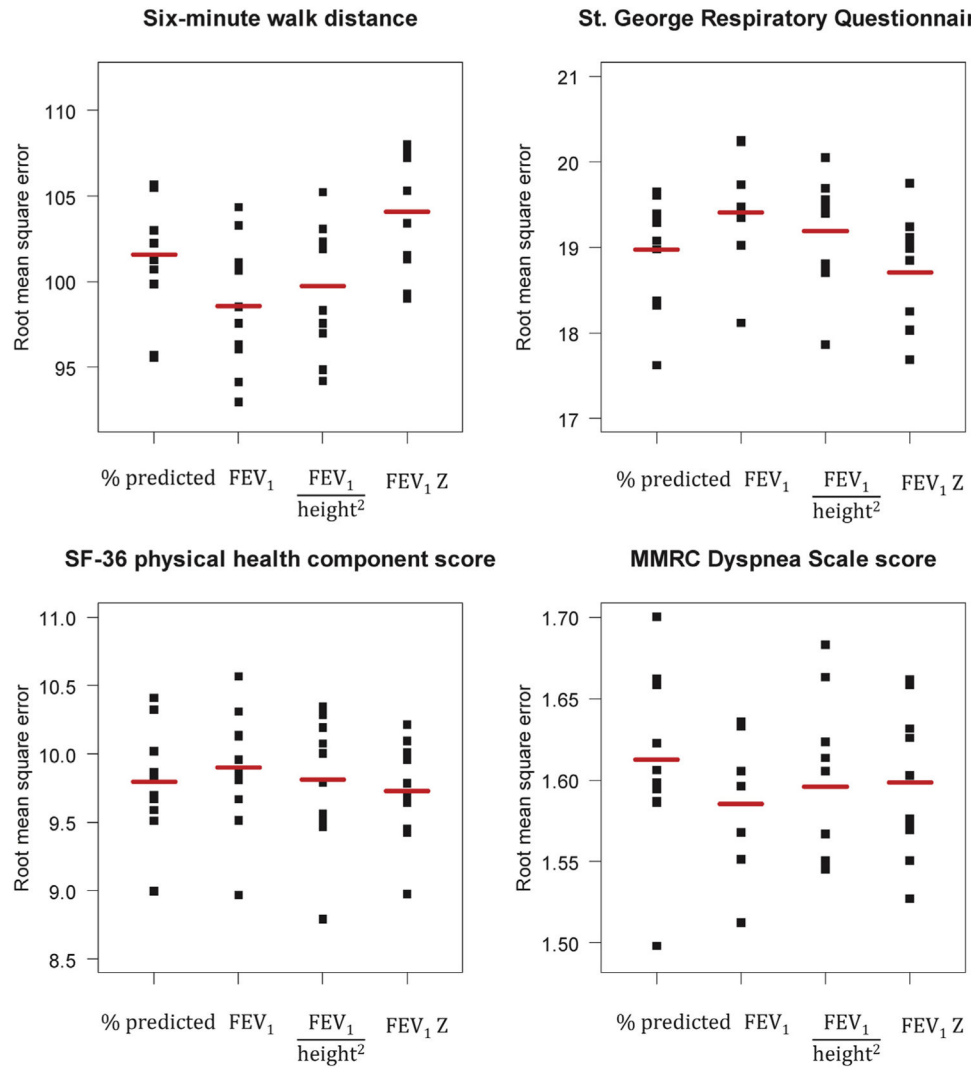 Six-minute walk distance
Root mean square error
110
105
100
95
% predicted FEV₁ FEV₁ FEV₁ Z
height²
St. George Respiratory Questionnair
Root mean square error
21
20
19
18
17
% predicted FEV₁ FEV₁ FEV₁ Z
height²
SF-36 physical health component score
Root mean square error
11.0
10.5
10.0
9.5
9.0
8.5
% predicted FEV₁ FEV₁ FEV₁ Z
height²
MMRC Dyspnea Scale score
Root mean square error
1.70
1.65
1.60
1.55
1.50
% predicted FEV₁ FEV₁ FEV₁ Z
height²